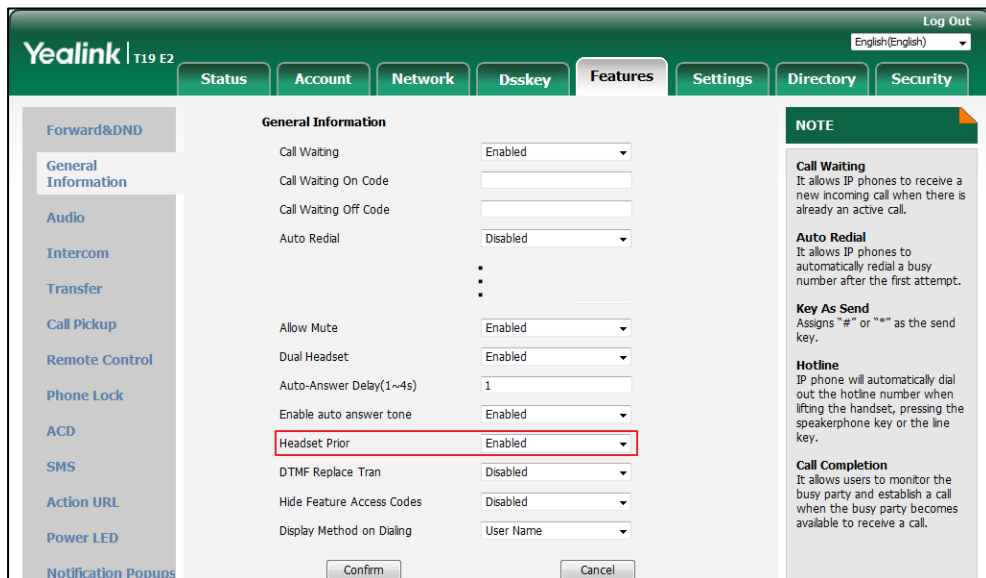 Log Out
Yealink | T19 E2
English(English)
Status Account Network Dsskey Features Settings Directory Security
Forward&DND
General
Information
Audio
Intercom
Transfer
Call Pickup
Remote Control
Phone Lock
ACD
SMS
Action URL
Power LED
Notification Popups
General Information
Call Waiting Enabled
Call Waiting On Code
Call Waiting Off Code
Auto Redial Disabled
Allow Mute Enabled
Dual Headset Enabled
Auto-Answer Delay(1~4s) 1
Enable auto answer tone Enabled
Headset Prior Enabled
DTMF Replace Tran Disabled
Hide Feature Access Codes Disabled
Display Method on Dialing User Name
Confirm Cancel
NOTE
Call Waiting
It allows IP phones to receive a
new incoming call when there is
already an active call.
Auto Redial
It allows IP phones to
automatically redial a busy
number after the first attempt.
Key As Send
Assigns "#" or "*" as the send
key.
Hotline
IP phone will automatically dial
out the hotline number when
lifting the handset, pressing the
speakerphone key or the line
key.
Call Completion
It allows users to monitor the
busy party and establish a call
when the busy party becomes
available to receive a call.